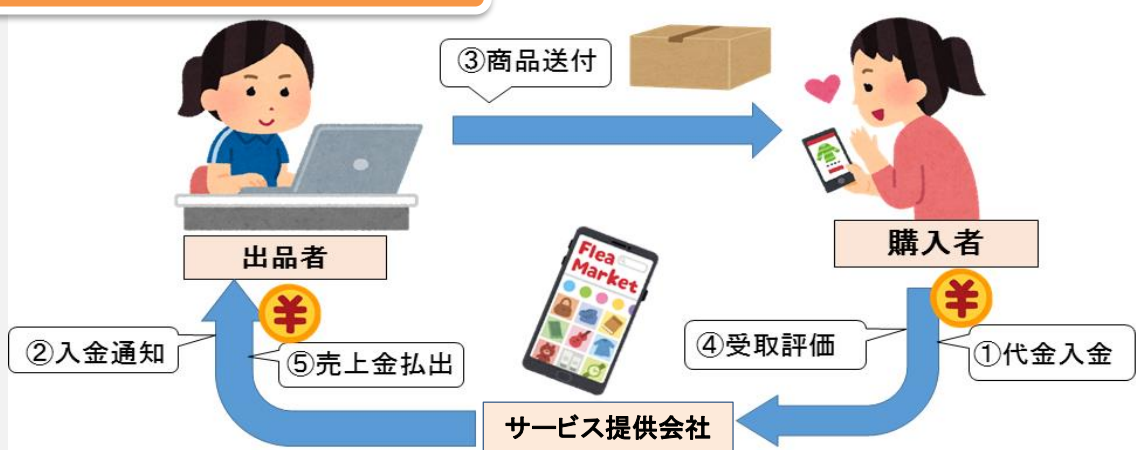 ③商品送付
出品者
購入者
Flea
Market
②入金通知
⑤売上金払出
④受取評価
①代金入金
サービス提供会社
¥
¥